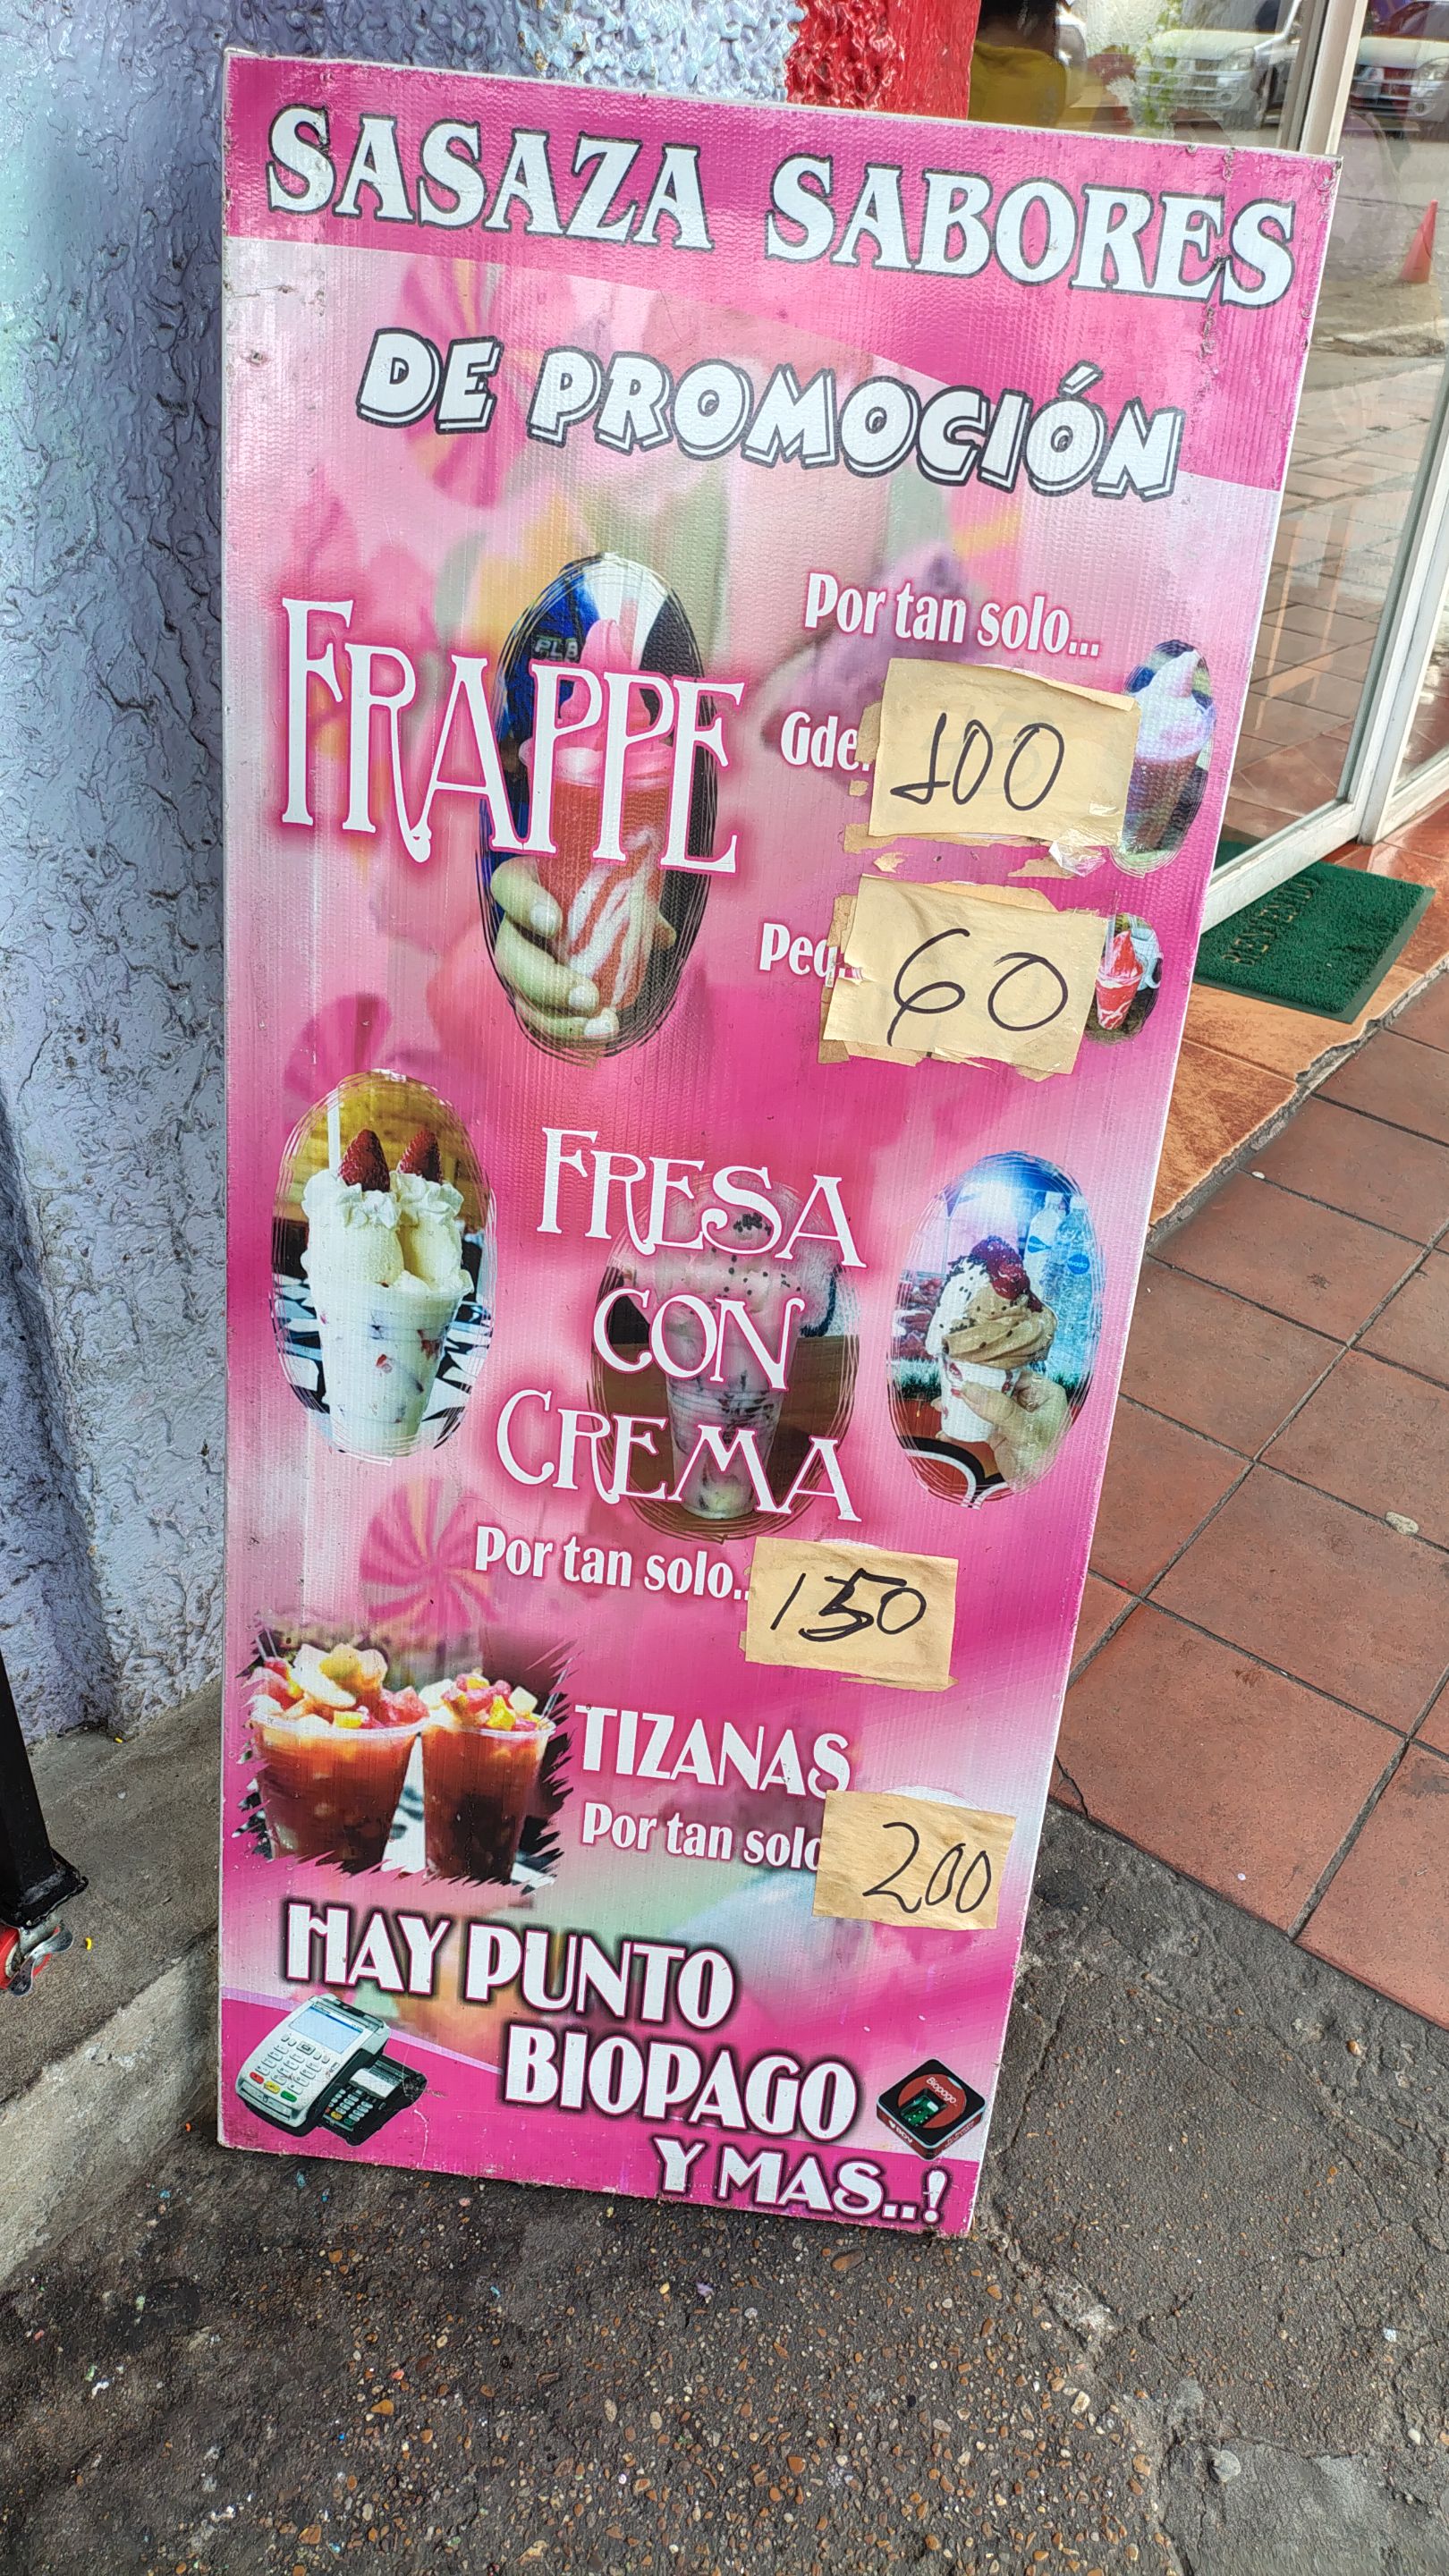 SASAZA SABORES
DE PROMOCIÓN
FRAPPE
Por tan solo...
Gde. 100
Peq. 60
FRESA
CON
CREMA
Por tan solo.. 150
TIZANAS
Por tan solo 200
HAY PUNTO
BIOPAGO
Biopago
Y MAS..!